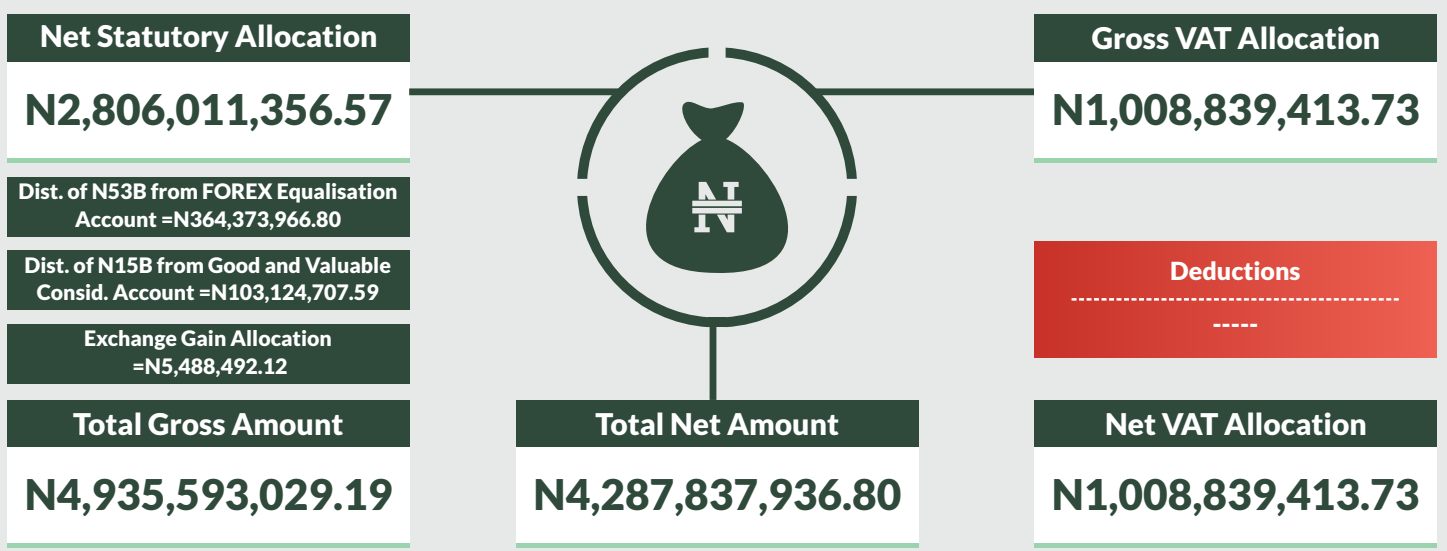 Net Statutory Allocation
N2,806,011,356.57
Dist. of N53B from FOREX Equalisation
Account =N364,373,966.80
Dist. of N15B from Good and Valuable
Consid. Account =N103,124,707.59
Exchange Gain Allocation
=N5,488,492.12
Total Gross Amount
N4,935,593,029.19
₦
Total Net Amount
N4,287,837,936.80
Gross VAT Allocation
N1,008,839,413.73
Deductions
--------------------------------------------
-----
Net VAT Allocation
N1,008,839,413.73